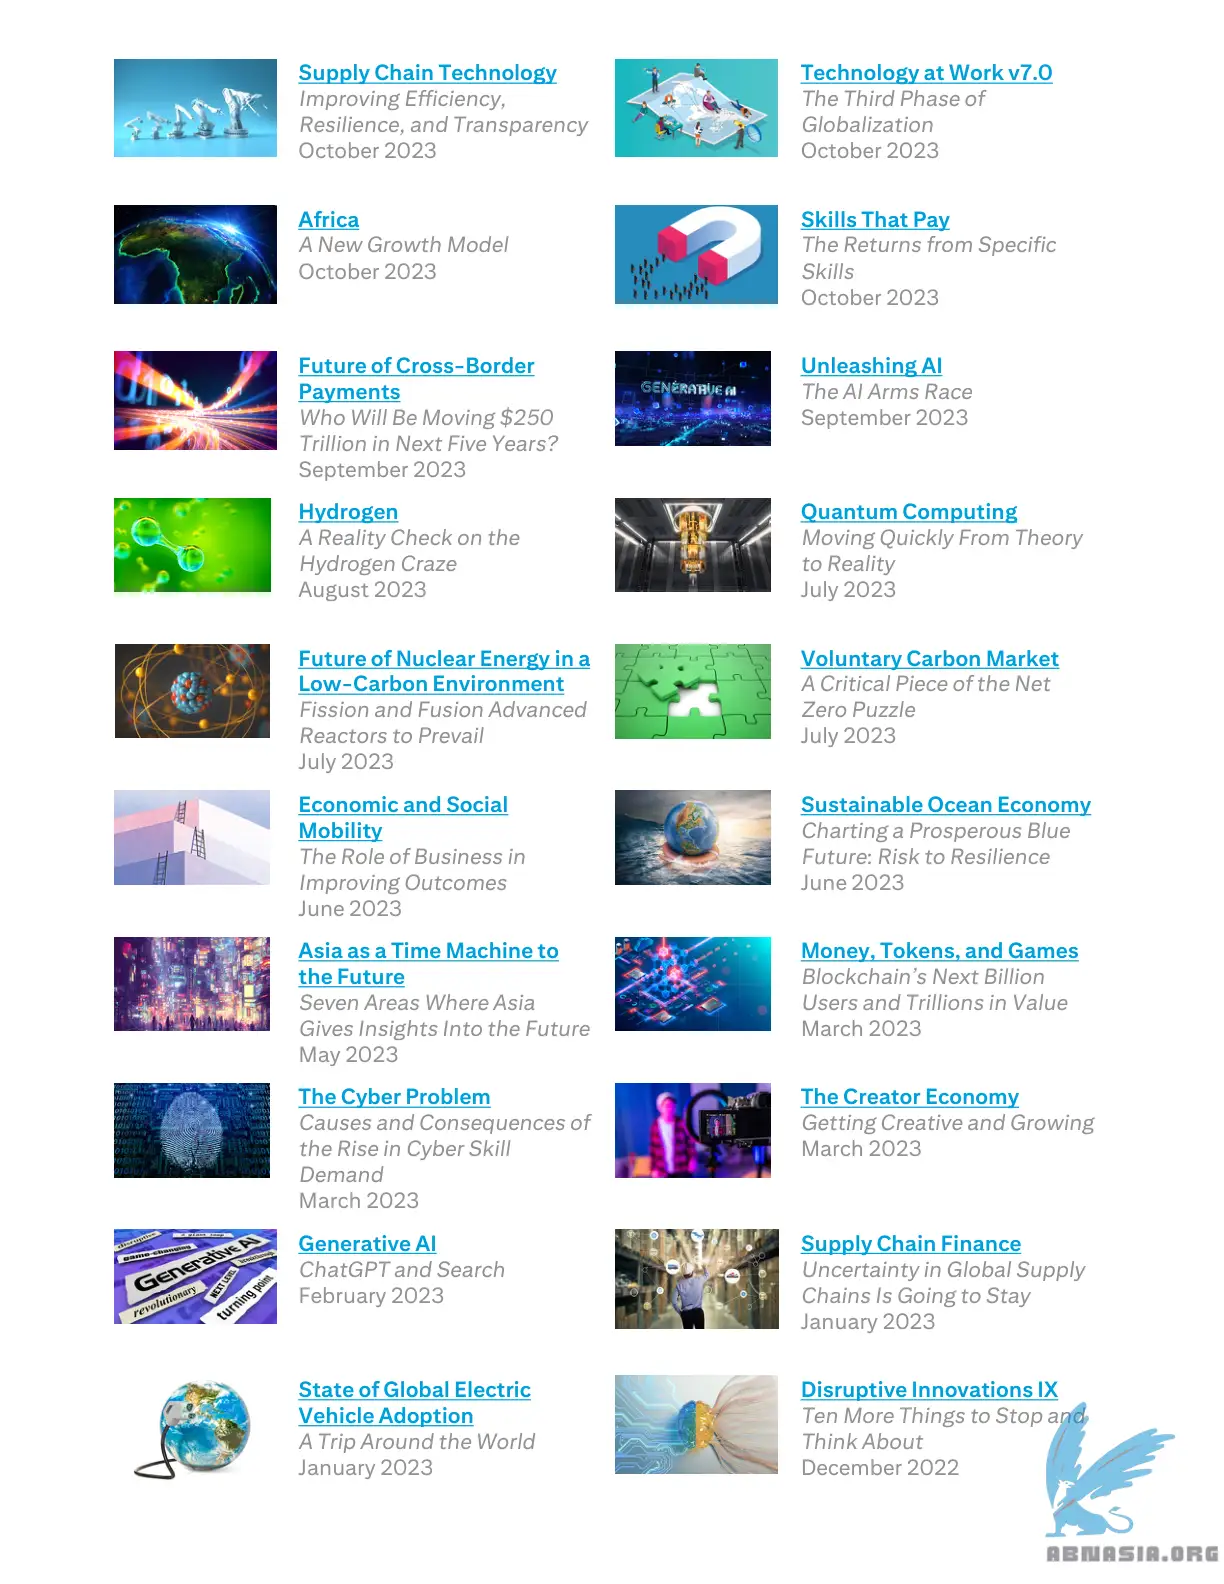 Supply Chain Technology
Improving Efficiency,
Resilience, and Transparency
October 2023
Technology at Work v7.0
The Third Phase of
Globalization
October 2023
Africa
A New Growth Model
October 2023
Skills That Pay
The Returns from Specific
Skills
October 2023
Future of Cross-Border
Payments
Who Will Be Moving $250
Trillion in Next Five Years?
September 2023
GENERATIVE AI
Unleashing AI
The AI Arms Race
September 2023
Hydrogen
A Reality Check on the
Hydrogen Craze
August 2023
Quantum Computing
Moving Quickly From Theory
to Reality
July 2023
Future of Nuclear Energy in a
Low-Carbon Environment
Fission and Fusion Advanced
Reactors to Prevail
July 2023
Voluntary Carbon Market
A Critical Piece of the Net
Zero Puzzle
July 2023
Economic and Social
Mobility
The Role of Business in
Improving Outcomes
June 2023
Sustainable Ocean Economy
Charting a Prosperous Blue
Future: Risk to Resilience
June 2023
Asia as a Time Machine to
the Future
Seven Areas Where Asia
Gives Insights Into the Future
May 2023
Money, Tokens, and Games
Blockchain's Next Billion
Users and Trillions in Value
March 2023
The Cyber Problem
Causes and Consequences of
the Rise in Cyber Skill
Demand
March 2023
The Creator Economy
Getting Creative and Growing
March 2023
disruptive
game-changing
Generative AI
revolutionary
NEXT LEVEL
turning point
Generative AI
ChatGPT and Search
February 2023
Supply Chain Finance
Uncertainty in Global Supply
Chains Is Going to Stay
January 2023
State of Global Electric
Vehicle Adoption
A Trip Around the World
January 2023
Disruptive Innovations IX
Ten More Things to Stop and
Think About
December 2022
ABNASIA.ORG